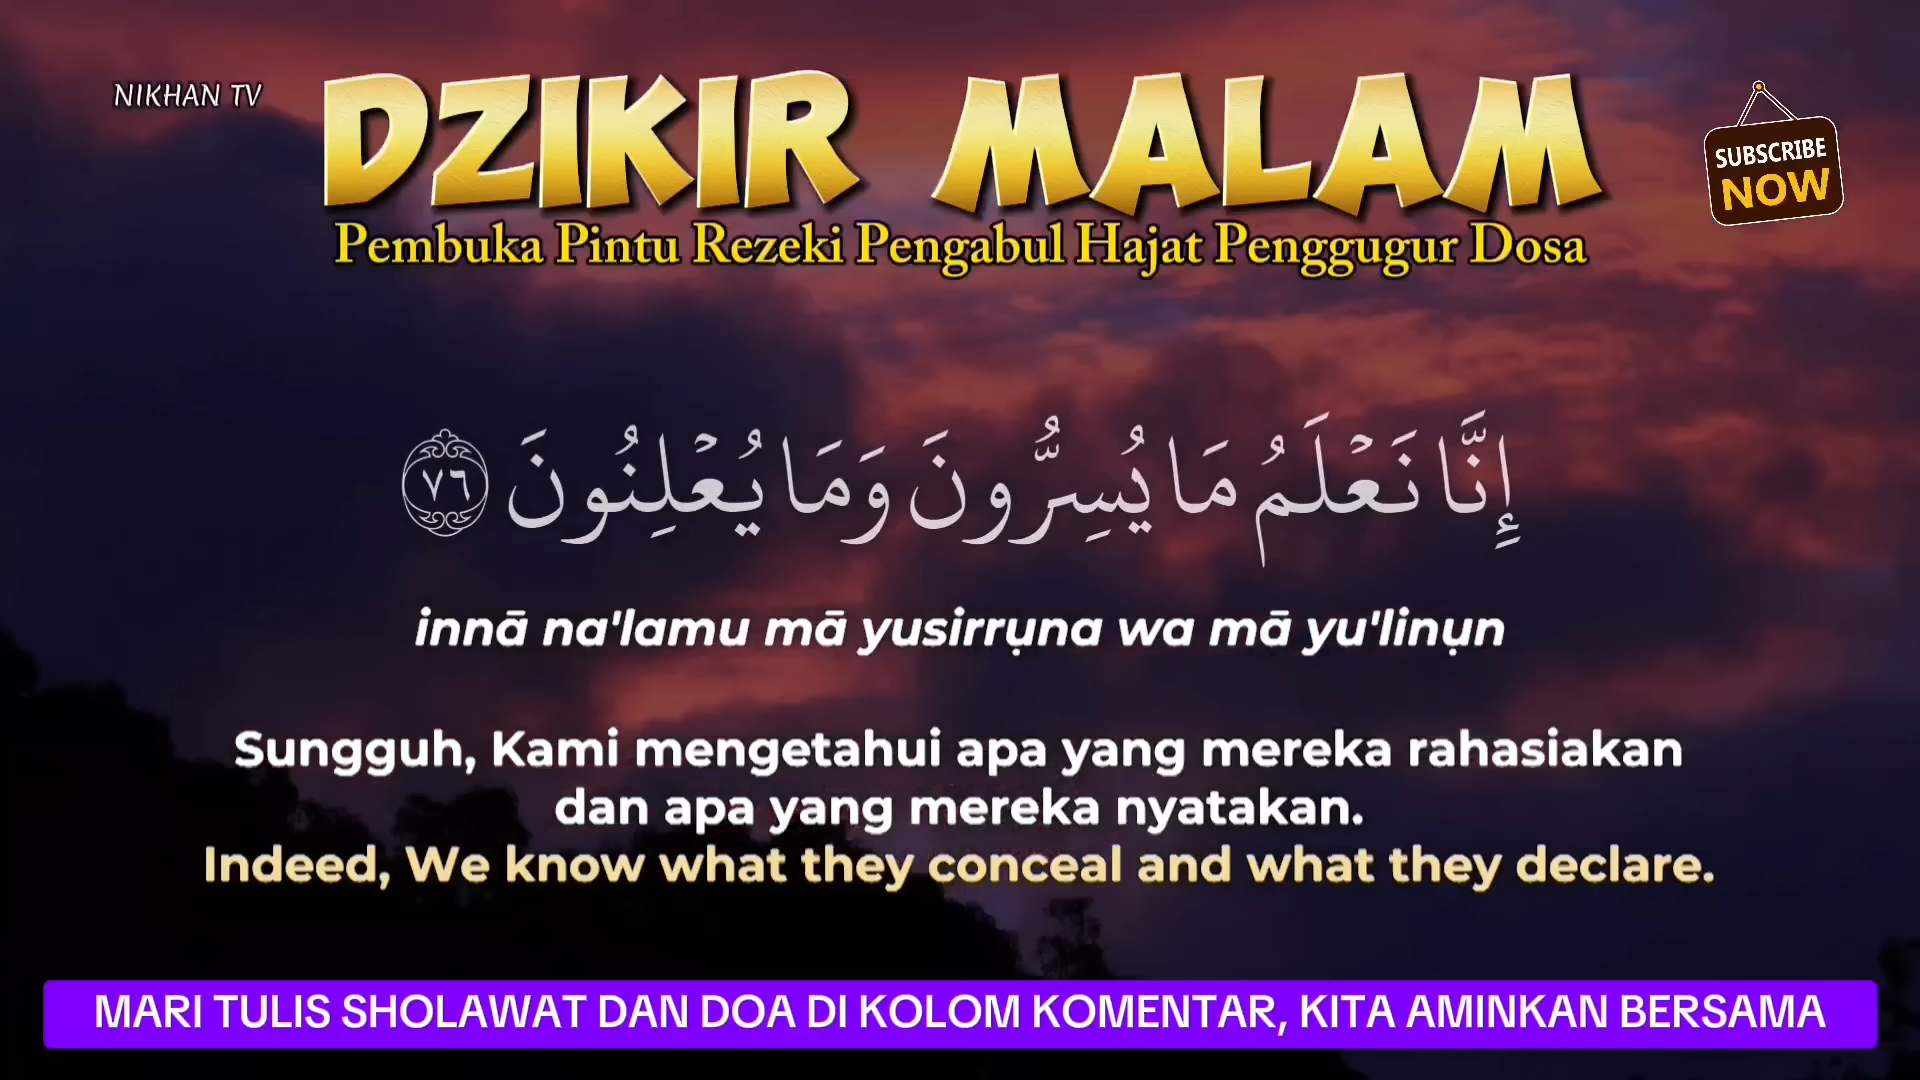 NIKHAN TV
DZIKIR MALAM
SUBSCRIBE
NOW
Pembuka Pintu Rezeki Pengabul Hajat Penggugur Dosa
إِنَّا نَعْلَمُ مَا يُسِرُّونَ وَمَا يُعْلِنُونَ ٧٦
innā na'lamu mā yusirrụna wa mā yu'linụn
Sungguh, Kami mengetahui apa yang mereka rahasiakan
dan apa yang mereka nyatakan.
Indeed, We know what they conceal and what they declare.
MARI TULIS SHOLAWAT DAN DOA DI KOLOM KOMENTAR, KITA AMINKAN BERSAMA